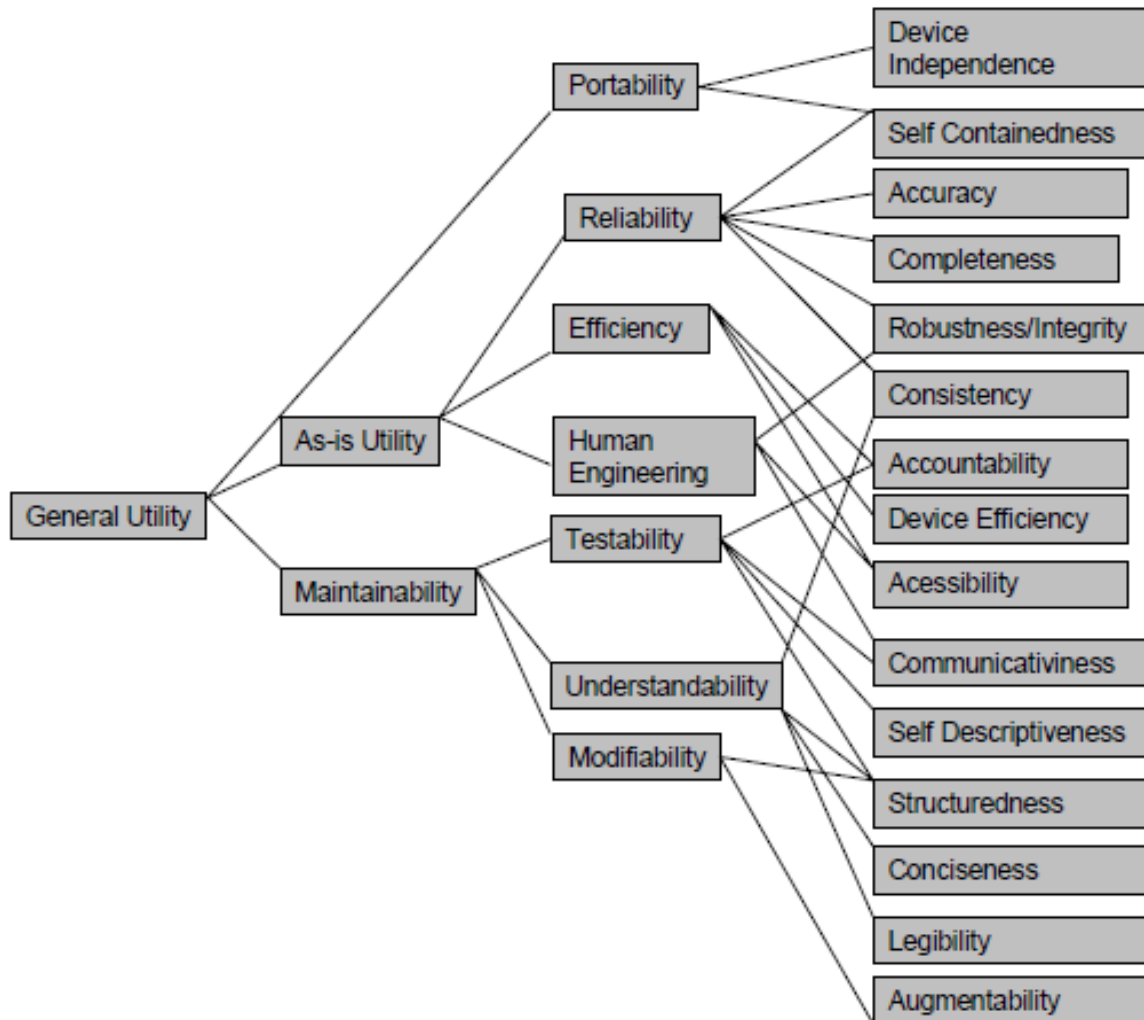 General Utility
As-is Utility
Maintainability
Portability
Reliability
Efficiency
Human
Engineering
Testability
Understandability
Modifiability
Device
Independence
Self Containedness
Accuracy
Completeness
Robustness/Integrity
Consistency
Accountability
Device Efficiency
Acessibility
Communicativiness
Self Descriptiveness
Structuredness
Conciseness
Legibility
Augmentability